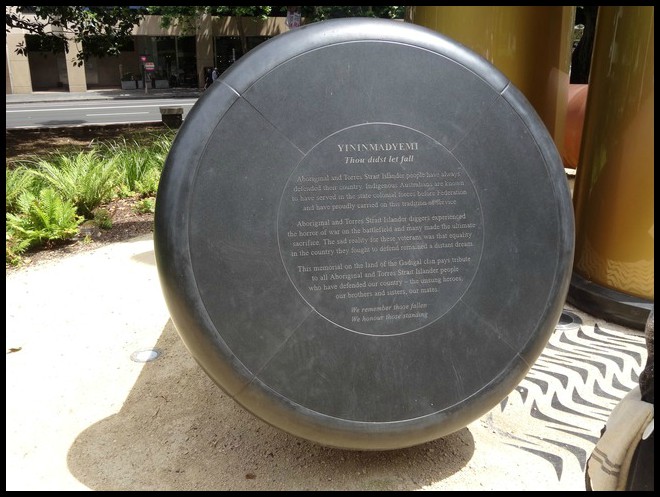 YININMADYEMI
Thou didst let fall
Aboriginal and Torres Strait Islander people have always
defended their country. Indigenous Australians are known
to have served in the state colonial forces before Federation
and have proudly carried on this tradition of service.
Aboriginal and Torres Strait Islander diggers experienced
the horror of war on the battlefield and many made the ultimate
sacrifice. The sad reality for these veterans was that equality
in the country they fought to defend remained a distant dream.
This memorial on the land of the Gadigal clan pays tribute
to all Aboriginal and Torres Strait Islander people
who have defended our country – the unsung heroes,
our brothers and sisters, our mates.
We remember those fallen
We honour those standing